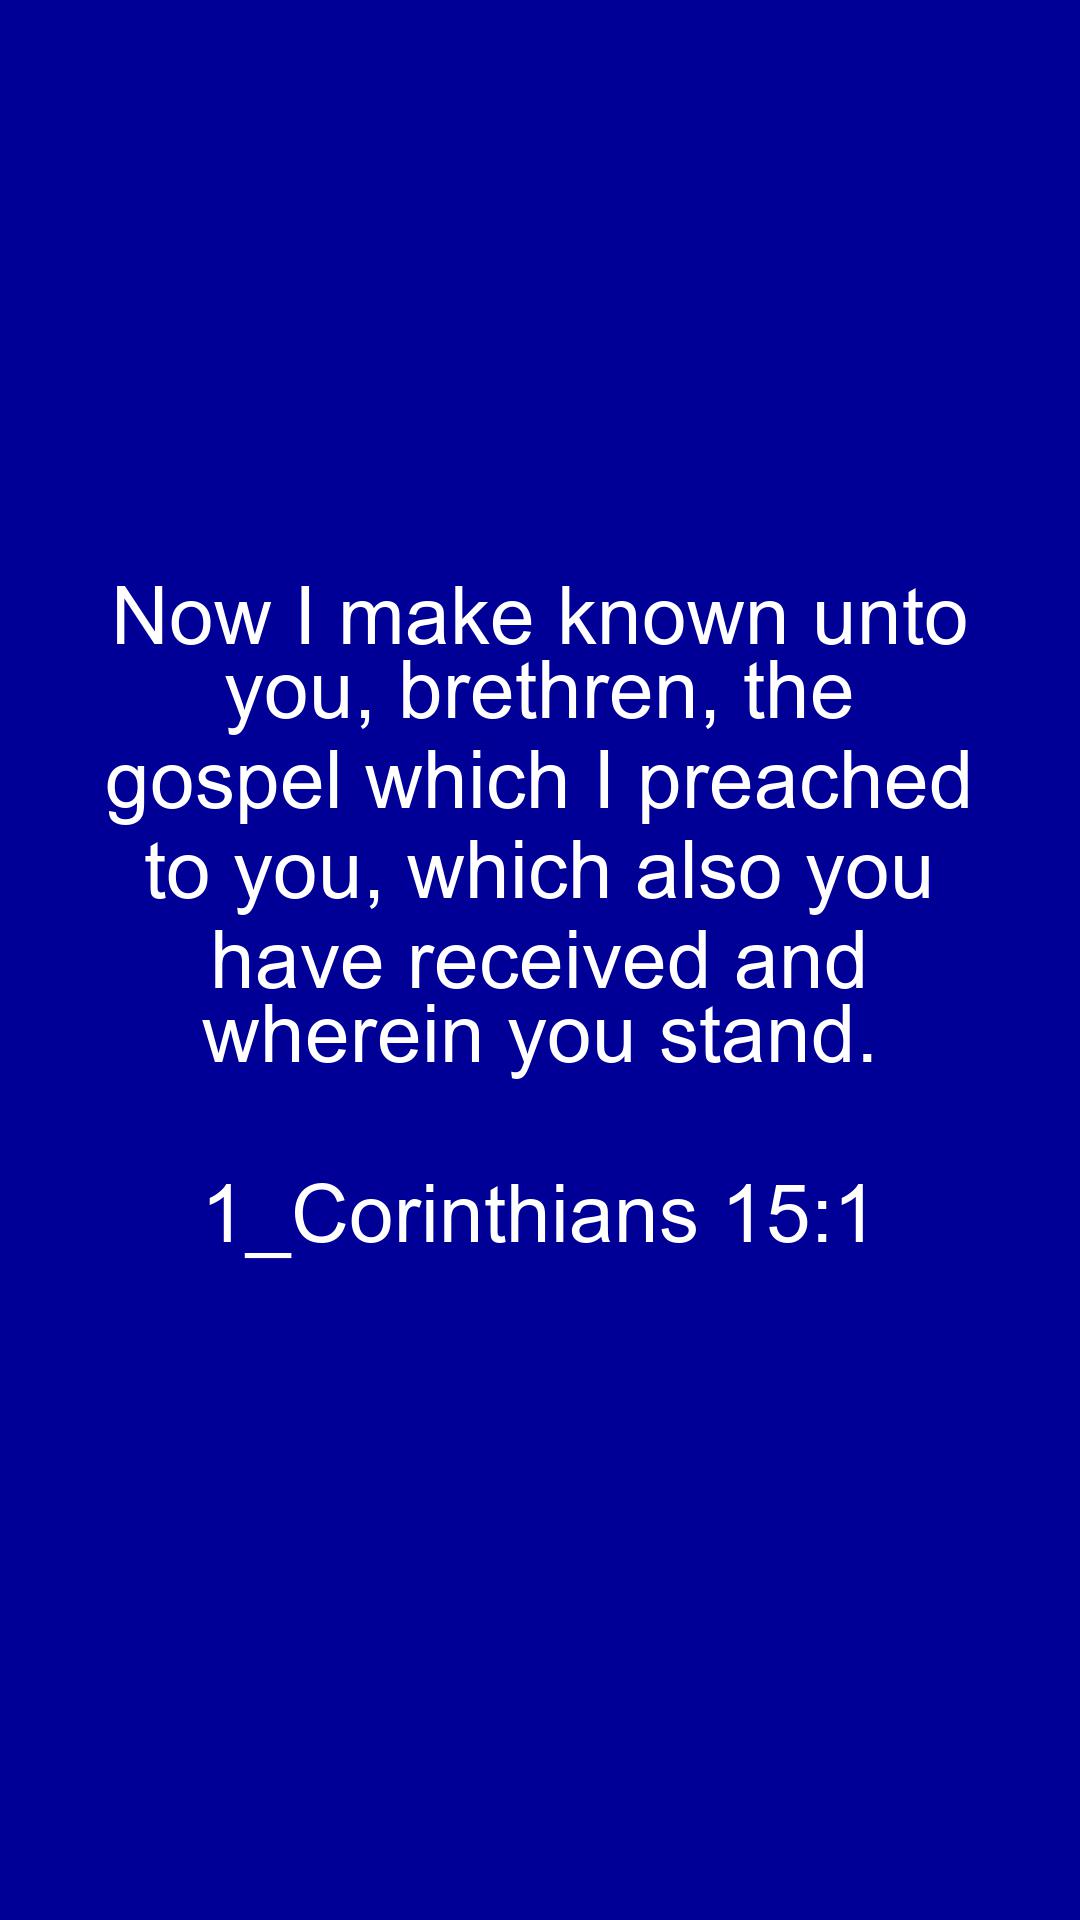 Now I make known unto
you, brethren, the
gospel which I preached
to you, which also you
have received and
wherein you stand.
1_Corinthians 15:1